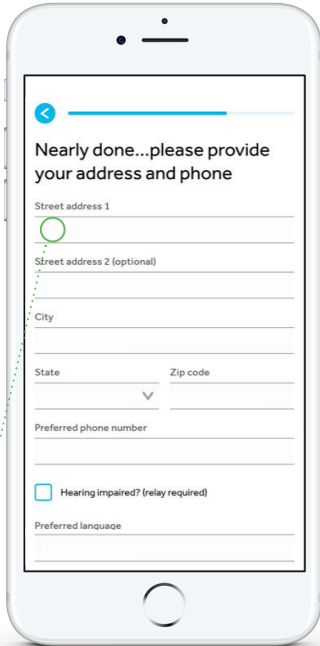 Nearly done...please provide
your address and phone
Street address 1
Street address 2 (optional)
City
State Zip code
Preferred phone number
Hearing impaired? (relay required)
Preferred language